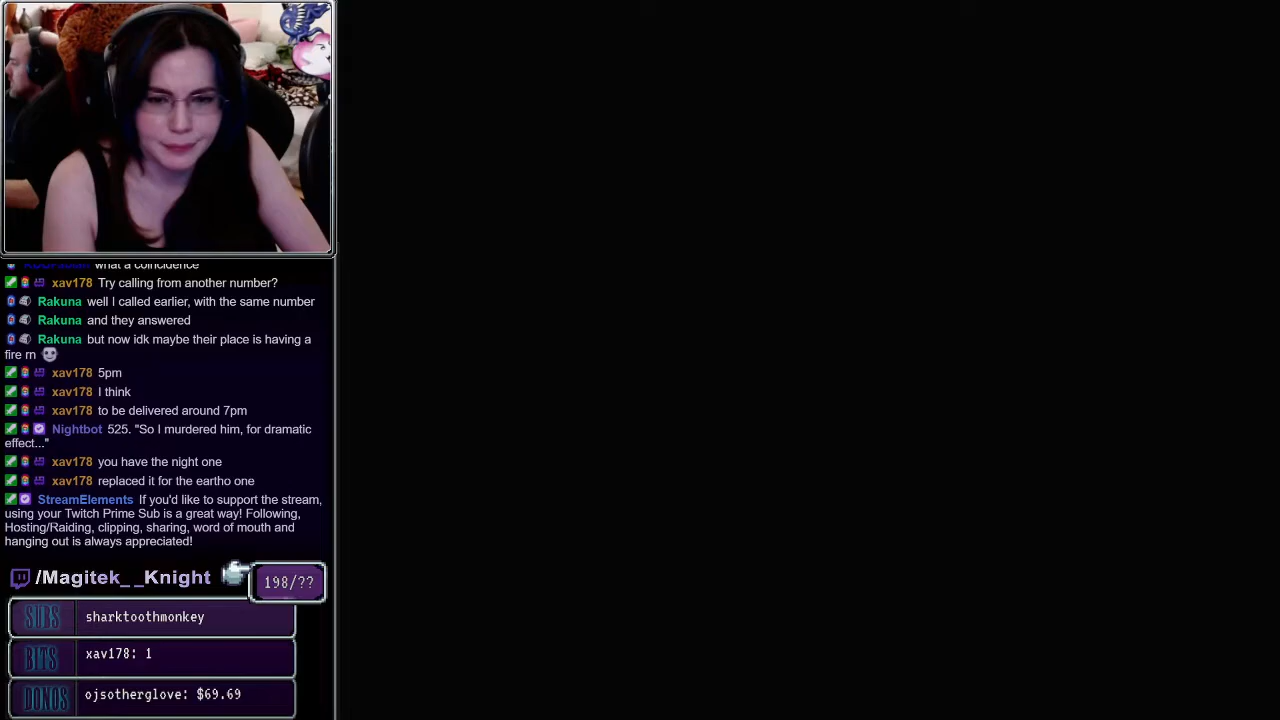 what a coincidence
xav178 Try calling from another number?
Rakuna well I called earlier, with the same number
Rakuna and they answered
Rakuna but now idk maybe their place is having a
fire rn
xav178 5pm
xav178 I think
xav178 to be delivered around 7pm
Nightbot 525. "So I murdered him, for dramatic
effect..."
xav178 you have the night one
xav178 replaced it for the eartho one
StreamElements If you'd like to support the stream,
using your Twitch Prime Sub is a great way! Following,
Hosting/Raiding, clipping, sharing, word of mouth and
hanging out is always appreciated!
/Magitek__Knight
198/??
SUBS sharktoothmonkey
BITS xav178: 1
DONOS ojsotherglove: $69.69